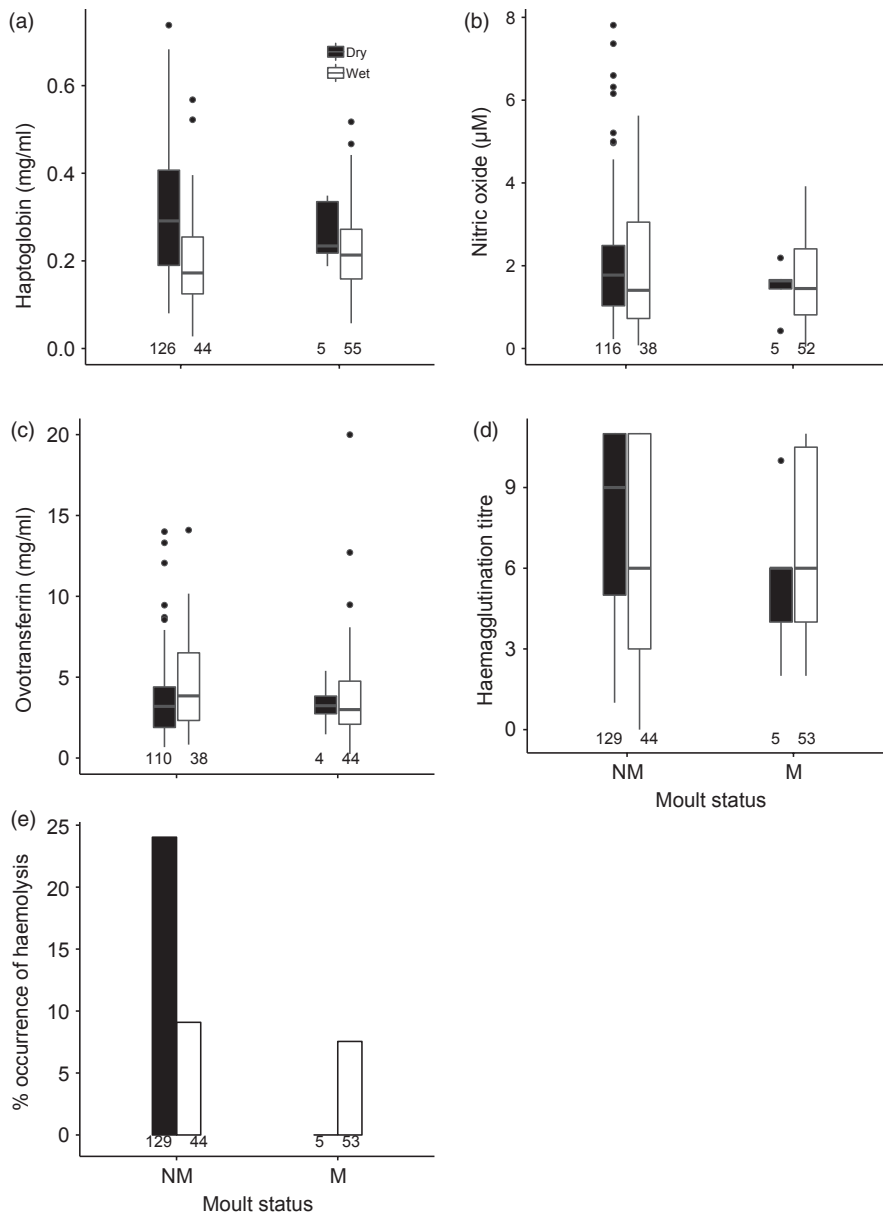 (a)
Haptoglobin (mg/ml)
0.6
0.4
0.2
0.0
Dry
Wet
126 44 5 55
(b)
Nitric oxide (µM)
8
6
4
2
0
116 38 5 52
(c)
Ovotransferrin (mg/ml)
20
15
10
5
0
110 38 4 44
(d)
Haemagglutination titre
9
6
3
0
129 44 5 53
NM M
Moult status
(e)
% occurrence of haemolysis
25
20
15
10
5
0
129 44 5 53
NM M
Moult status